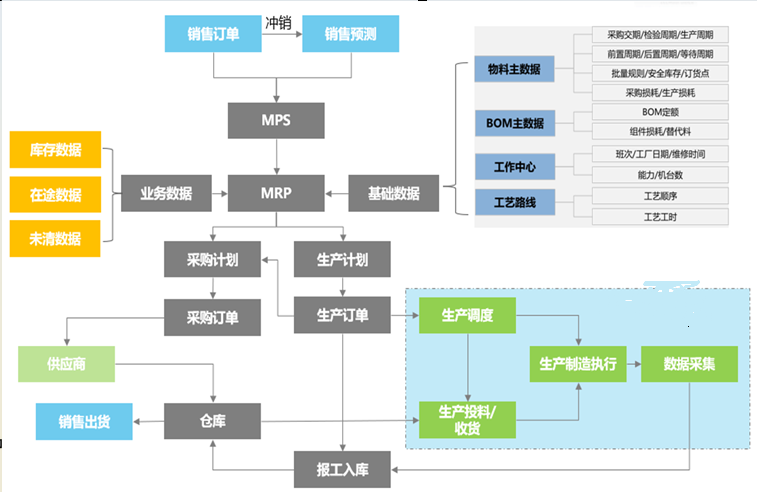 销售订单
冲销
销售预测
MPS
库存数据
在途数据
未清数据
业务数据
MRP
基础数据
物料主数据
采购交期/检验周期/生产周期
前置周期/后置周期/等待周期
批量规则/安全库存/订货点
采购损耗/生产损耗
BOM主数据
BOM定额
组件损耗/替代料
工作中心
班次/工厂日期/维修时间
能力/机台数
工艺路线
工艺顺序
工艺工时
采购计划
生产计划
采购订单
生产订单
生产调度
供应商
生产制造执行
数据采集
销售出货
仓库
生产投料/
收货
报工入库